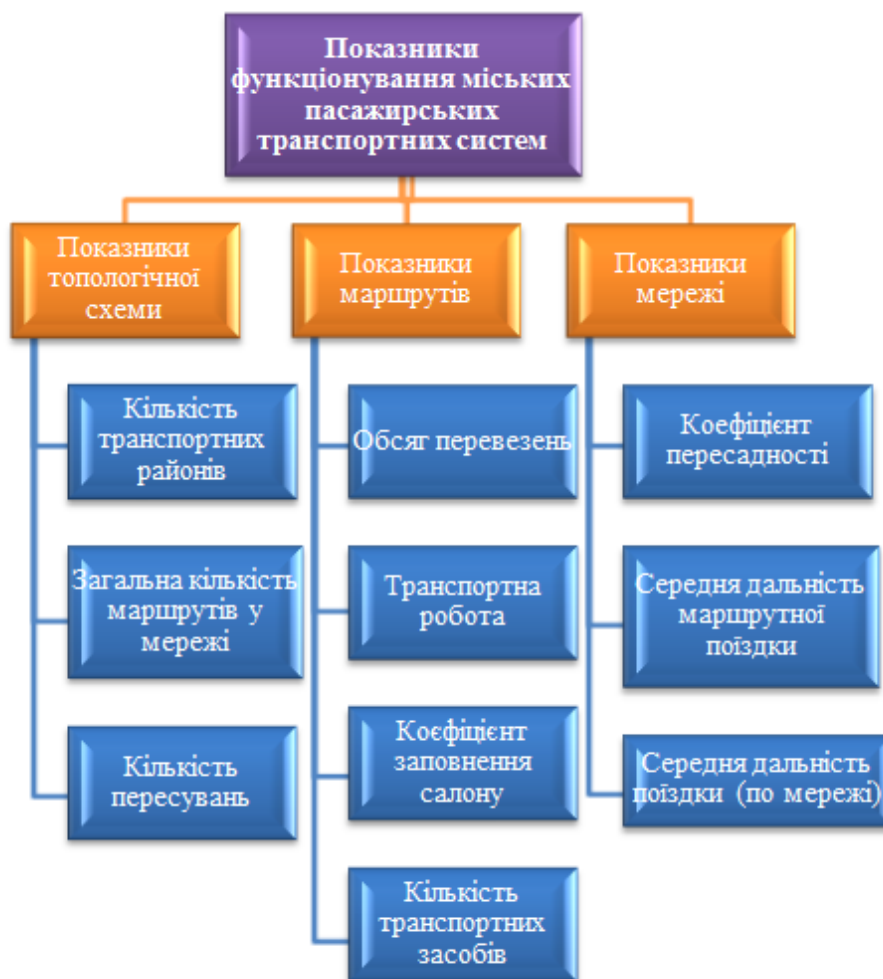 Показники
функціонування міських
пасажирських
транспортних систем
Показники
топологічної
схеми
Кількість
транспортних
районів
Загальна кількість
маршрутів у
мережі
Кількість
пересувань
Показники
маршрутів
Обсяг перевезень
Транспортна
робота
Коєфіцієнт
заповнення
салону
Кількість
транспортних
засобів
Показники
мережі
Коефіцієнт
пересадності
Середня дальність
маршрутної
поїздки
Середня дальність
поїздки (по мережі)